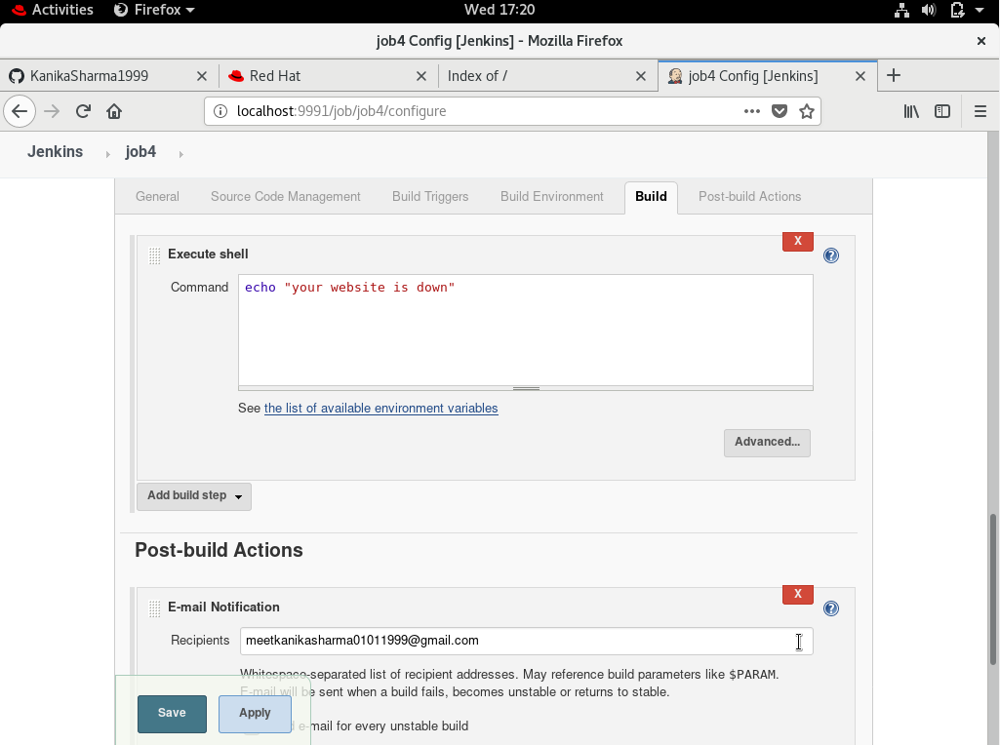 Activities Firefox Wed 17:20
job4 Config [Jenkins] - Mozilla Firefox
KanikaSharma1999 Red Hat Index of / job4 Config [Jenkins]
localhost:9991/job/job4/configure
Jenkins job4
General Source Code Management Build Triggers Build Environment Build Post-build Actions
X
Execute shell
Command echo "your website is down"
See the list of available environment variables
Advanced...
Add build step
Post-build Actions
X
E-mail Notification
Recipients meetkanikasharma01011999@gmail.com
Whitespace-separated list of recipient addresses. May reference build parameters like $PARAM.
E-mail will be sent when a build fails, becomes unstable or returns to stable.
Save Apply e-mail for every unstable build